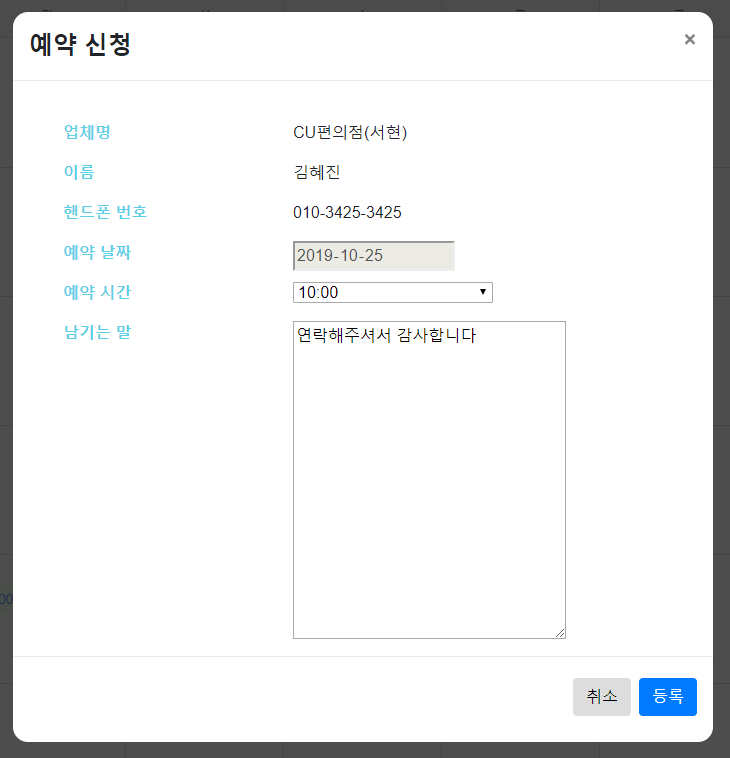 예약 신청
×
업체명 CU편의점(서현)
이름 김혜진
핸드폰 번호 010-3425-3425
예약 날짜 2019-10-25
예약 시간 10:00
남기는 말 연락해주셔서 감사합니다
취소 등록